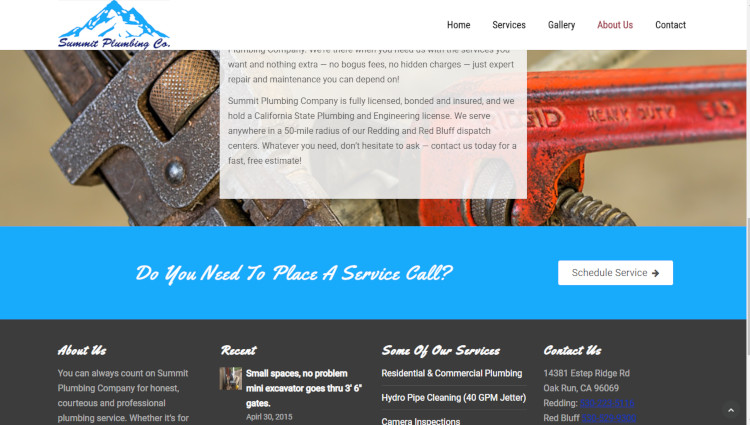 Summit Plumbing Co.
Home Services Gallery About Us Contact
Plumbing Company. We're there when you need us with the services you
want and nothing extra — no bogus fees, no hidden charges — just expert
repair and maintenance you can depend on!
Summit Plumbing Company is fully licensed, bonded and insured, and we
hold a California State Plumbing and Engineering license. We serve
anywhere in a 50-mile radius of our Redding and Red Bluff dispatch
centers. Whatever you need, don't hesitate to ask — contact us today for a
fast, free estimate!
RIDGID HEAVY DUTY
Do You Need To Place A Service Call?
Schedule Service
About Us
You can always count on Summit
Plumbing Company for honest,
courteous and professional
plumbing service. Whether it's for
Recent
Small spaces, no problem
mini excavator goes thru 3' 6"
gates.
Apirl 30, 2015
Some Of Our Services
Residential & Commercial Plumbing
Hydro Pipe Cleaning (40 GPM Jetter)
Camera Inspections
Contact Us
14381 Estep Ridge Rd
Oak Run, CA 96069
Redding:
Red Bluff